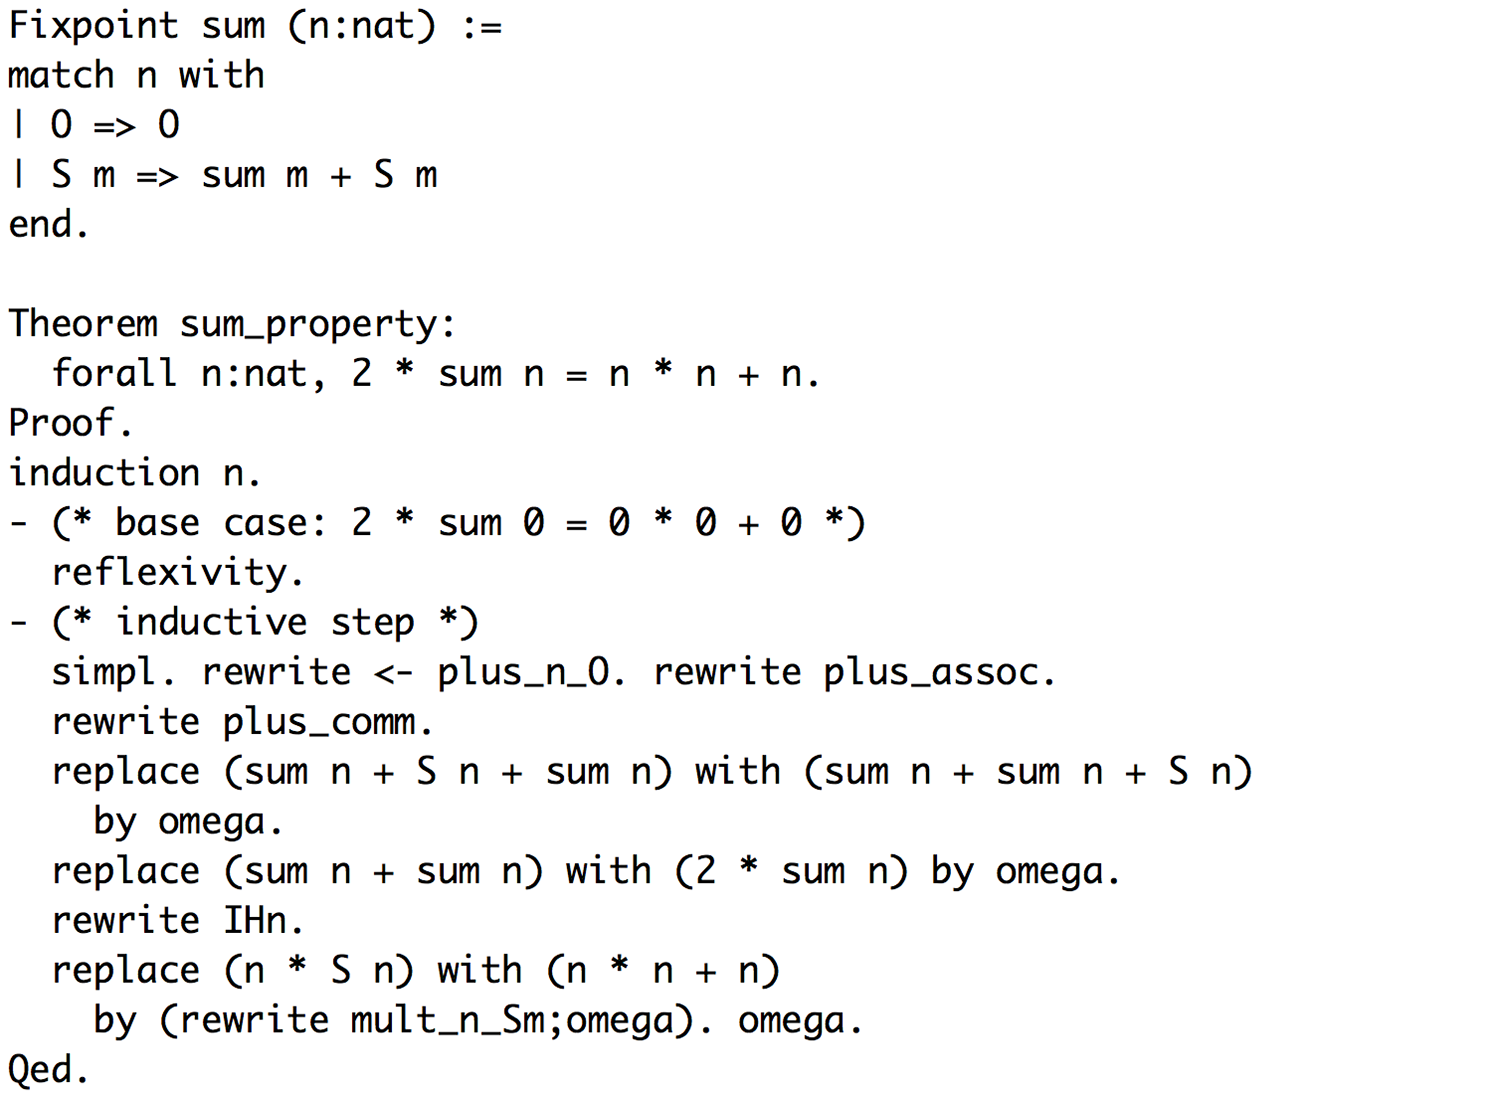 Fixpoint sum (n:nat) :=
match n with
| O => O
| S m => sum m + S m
end.

Theorem sum_property:
  forall n:nat, 2 * sum n = n * n + n.
Proof.
induction n.
- (* base case: 2 * sum 0 = 0 * 0 + 0 *)
  reflexivity.
- (* inductive step *)
  simpl. rewrite <- plus_n_O. rewrite plus_assoc.
  rewrite plus_comm.
  replace (sum n + S n + sum n) with (sum n + sum n + S n)
    by omega.
  replace (sum n + sum n) with (2 * sum n) by omega.
  rewrite IHn.
  replace (n * S n) with (n * n + n)
    by (rewrite mult_n_Sm;omega). omega.
Qed.